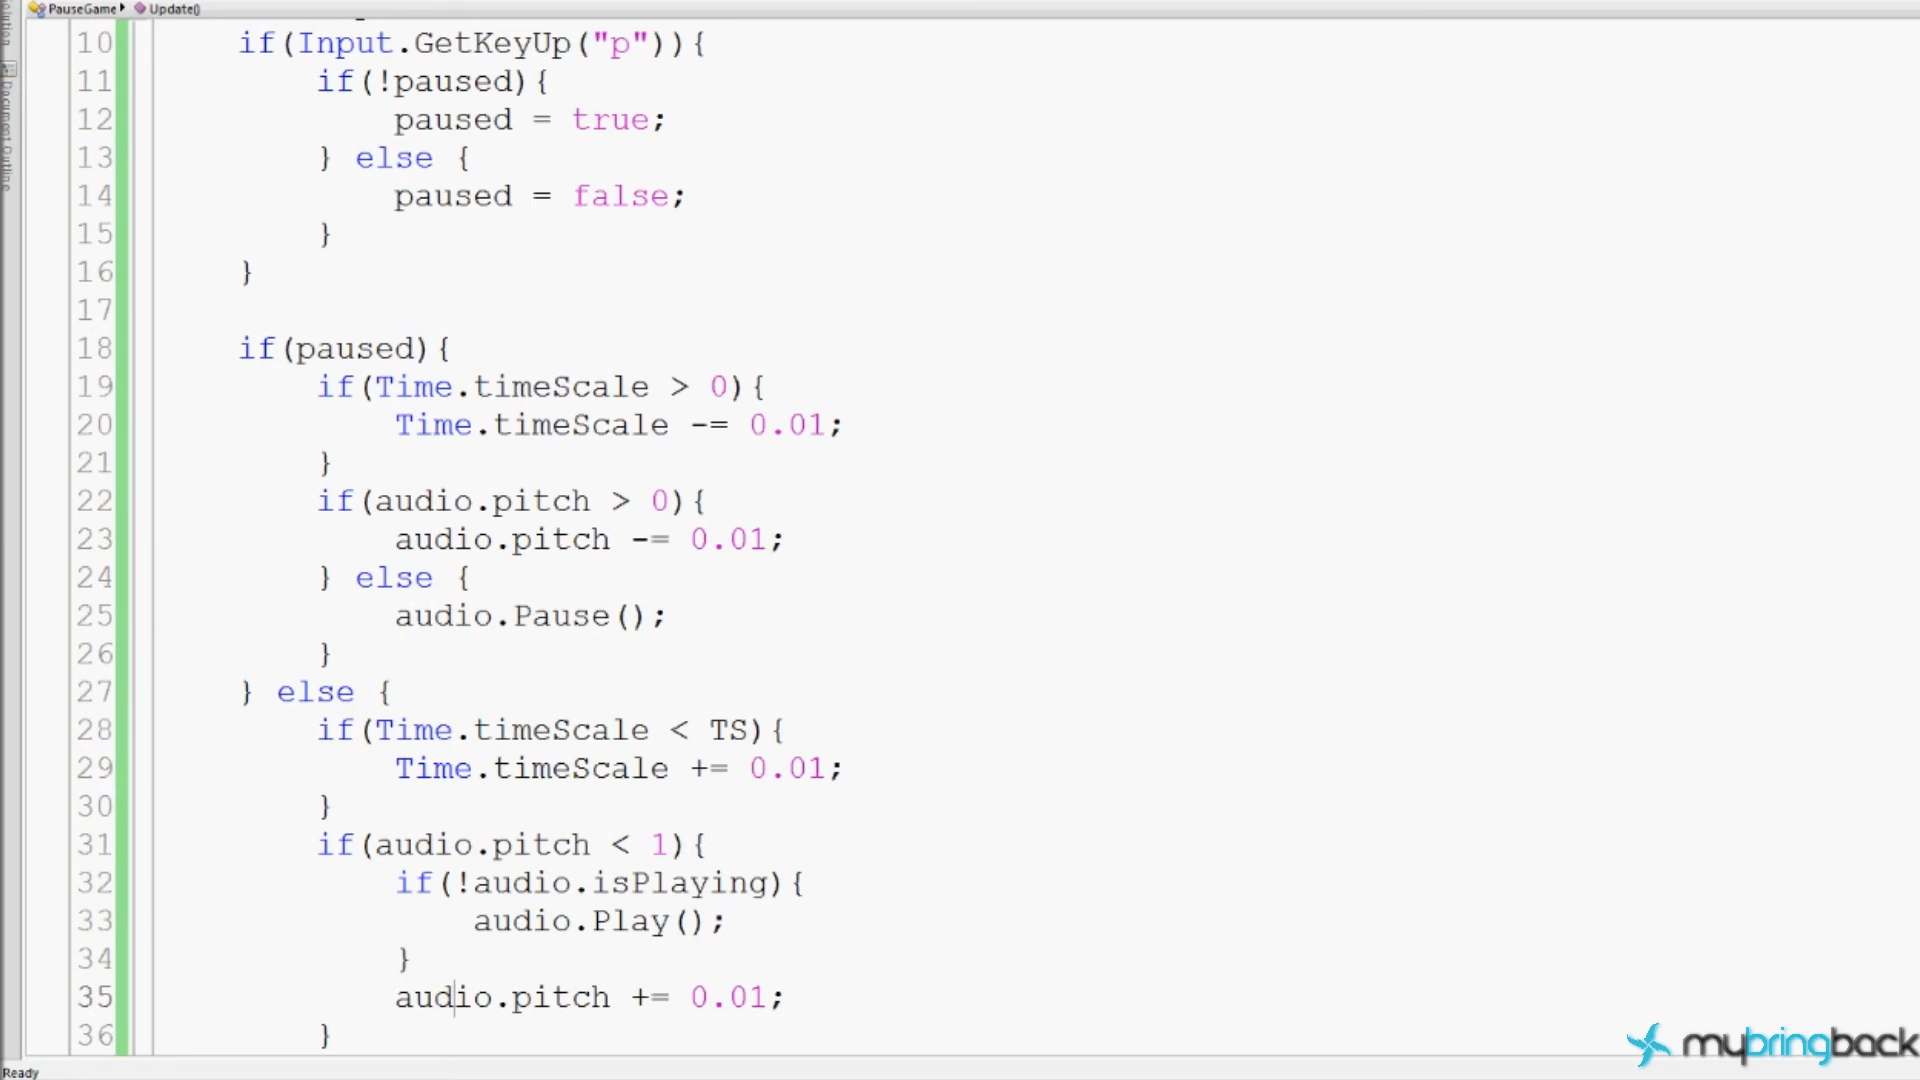 PauseGame Update()
10 if(Input.GetKeyUp("p")){
11 if(!paused){
12 paused = true;
13 } else {
14 paused = false;
15 }
16 }
17
18 if(paused){
19 if(Time.timeScale > 0){
20 Time.timeScale -= 0.01;
21 }
22 if(audio.pitch > 0){
23 audio.pitch -= 0.01;
24 } else {
25 audio.Pause();
26 }
27 } else {
28 if(Time.timeScale < TS){
29 Time.timeScale += 0.01;
30 }
31 if(audio.pitch < 1){
32 if(!audio.isPlaying){
33 audio.Play();
34 }
35 audio.pitch += 0.01;
36 }
Document Outline
mybringback
Ready